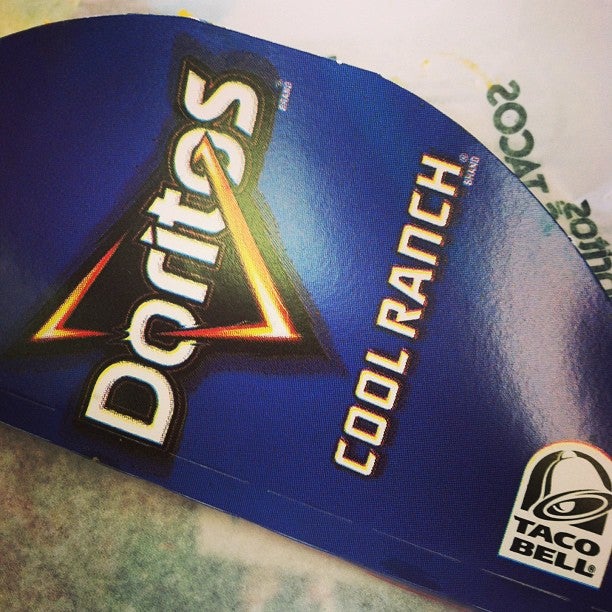 Doritos
BRAND
COOL RANCH®
BRAND
TACO
BELL®
TACOS